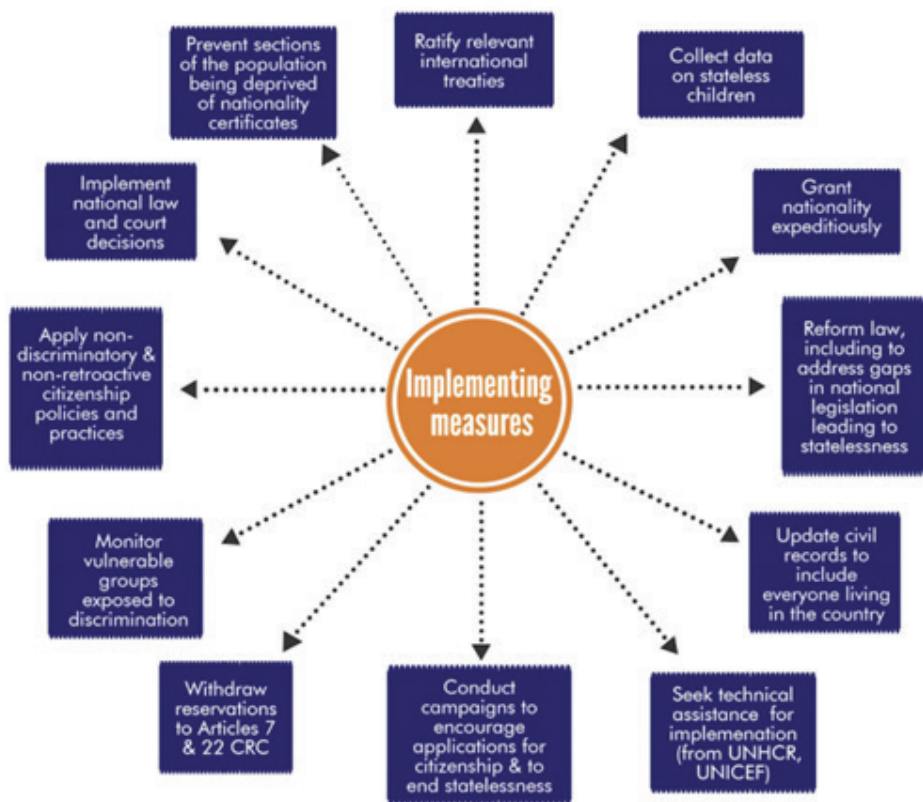 Prevent sections
of the population
being deprived
of nationality
certificates
Ratify relevant
international
treaties
Collect data
on stateless
children
Implement
national law
and court
decisions
Grant
nationality
expeditiously
Apply non-
discriminatory &
non-retroactive
citizenship
policies and
practices
Implementing
measures
Reform law,
including to
address gaps
in national
legislation
leading to
statelessness
Monitor
vulnerable
groups
exposed to
discrimination
Update civil
records to
include
everyone living
in the country
Withdraw
reservations
to Articles 7
& 22 CRC
Conduct
campaigns to
encourage
applications for
citizenship & to
end statelessness
Seek technical
assistance for
implemenation
(from UNHCR,
UNICEF)